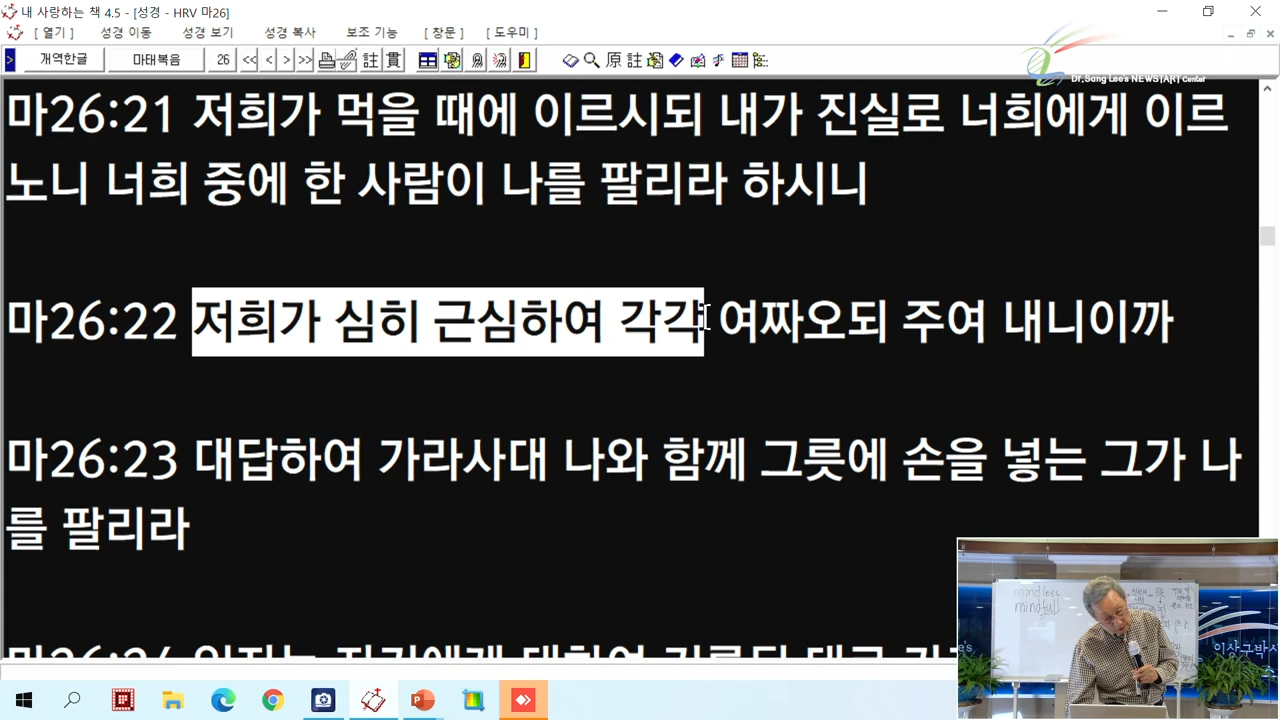 내 사랑하는 책 4.5 - [성경 - HRV 마26]
[ 열기 ] 성경 이동 성경 보기 성경 복사 보조 기능 [ 창문 ] [ 도우미 ]
개역한글 마태복음 26 << < > >> 註 貫 原 註
Dr.Sang Lee's NEWSTART Center
마26:21 저희가 먹을 때에 이르시되 내가 진실로 너희에게 이르
노니 너희 중에 한 사람이 나를 팔리라 하시니
마26:22 저희가 심히 근심하여 각각 여짜오되 주여 내니이까
마26:23 대답하여 가라사대 나와 함께 그릇에 손을 넣는 그가 나
를 팔리라
mindless
mindfull
이상구박사